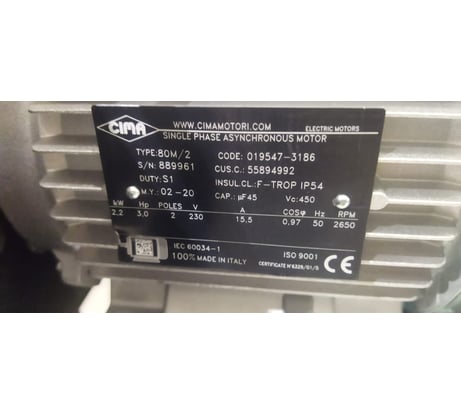 CIMA
WWW.CIMAMOTORI.COM
ELECTRIC MOTORS
SINGLE PHASE ASYNCHRONOUS MOTOR
TYPE:80M/2 CODE: 019547-3186
S/N: 889961 CUS.C.: 55894992
DUTY:S1 INSUL.CL.:F-TROP IP54
M.Y.: 02-20 CAP.: µF45 Vc:450
kW Hp POLES V A COSφ Hz RPM
2,2 3,0 2 230 15.5 0,97 50 2650
IEC 60034-1
100% MADE IN ITALY
ISO 9001
CERTIFICATE N°6329/01/S
CE